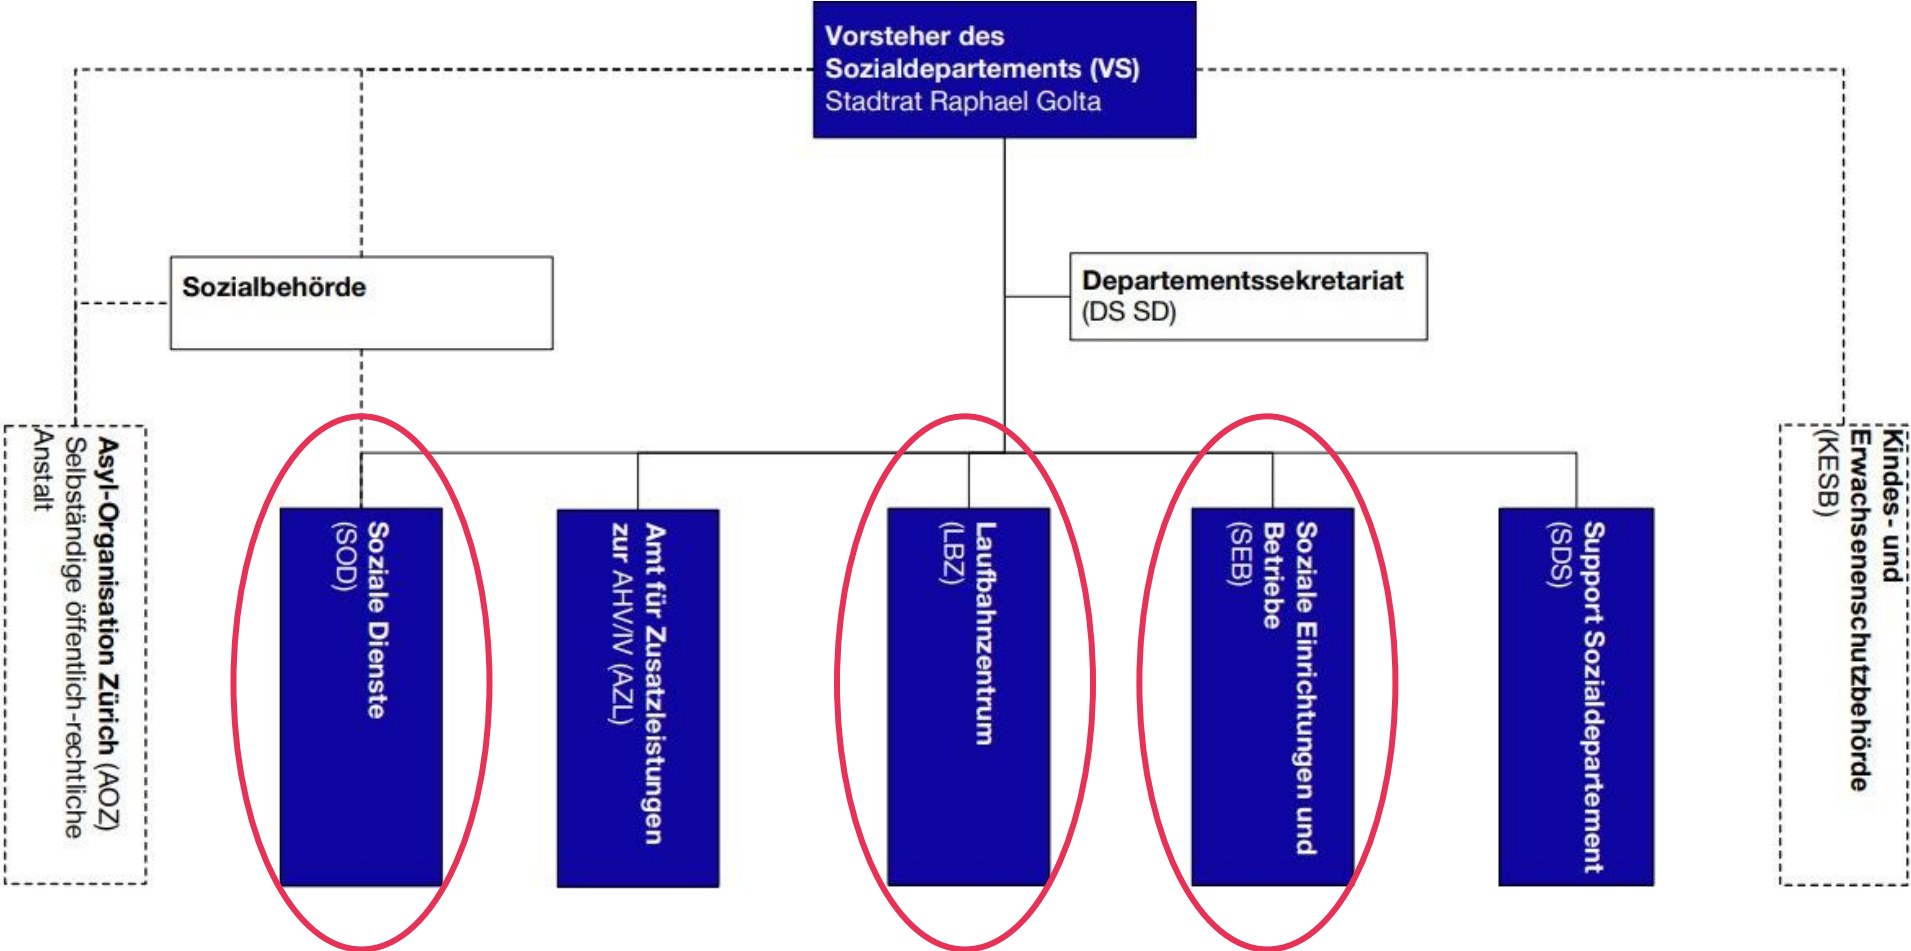 Vorsteher des
Sozialdepartements (VS)
Stadtrat Raphael Golta
Sozialbehörde
Departementssekretariat
(DS SD)
Asyl-Organisation Zürich (AOZ)
Selbständige öffentlich-rechtliche
Anstalt
Soziale Dienste
(SOD)
Amt für Zusatzleistungen
zur AHV/IV (AZL)
Laufbahnzentrum
(LBZ)
Soziale Einrichtungen und
Betriebe
(SEB)
Support Sozialdepartement
(SDS)
Kindes- und
Erwachsenenschutzbehörde
(KESB)